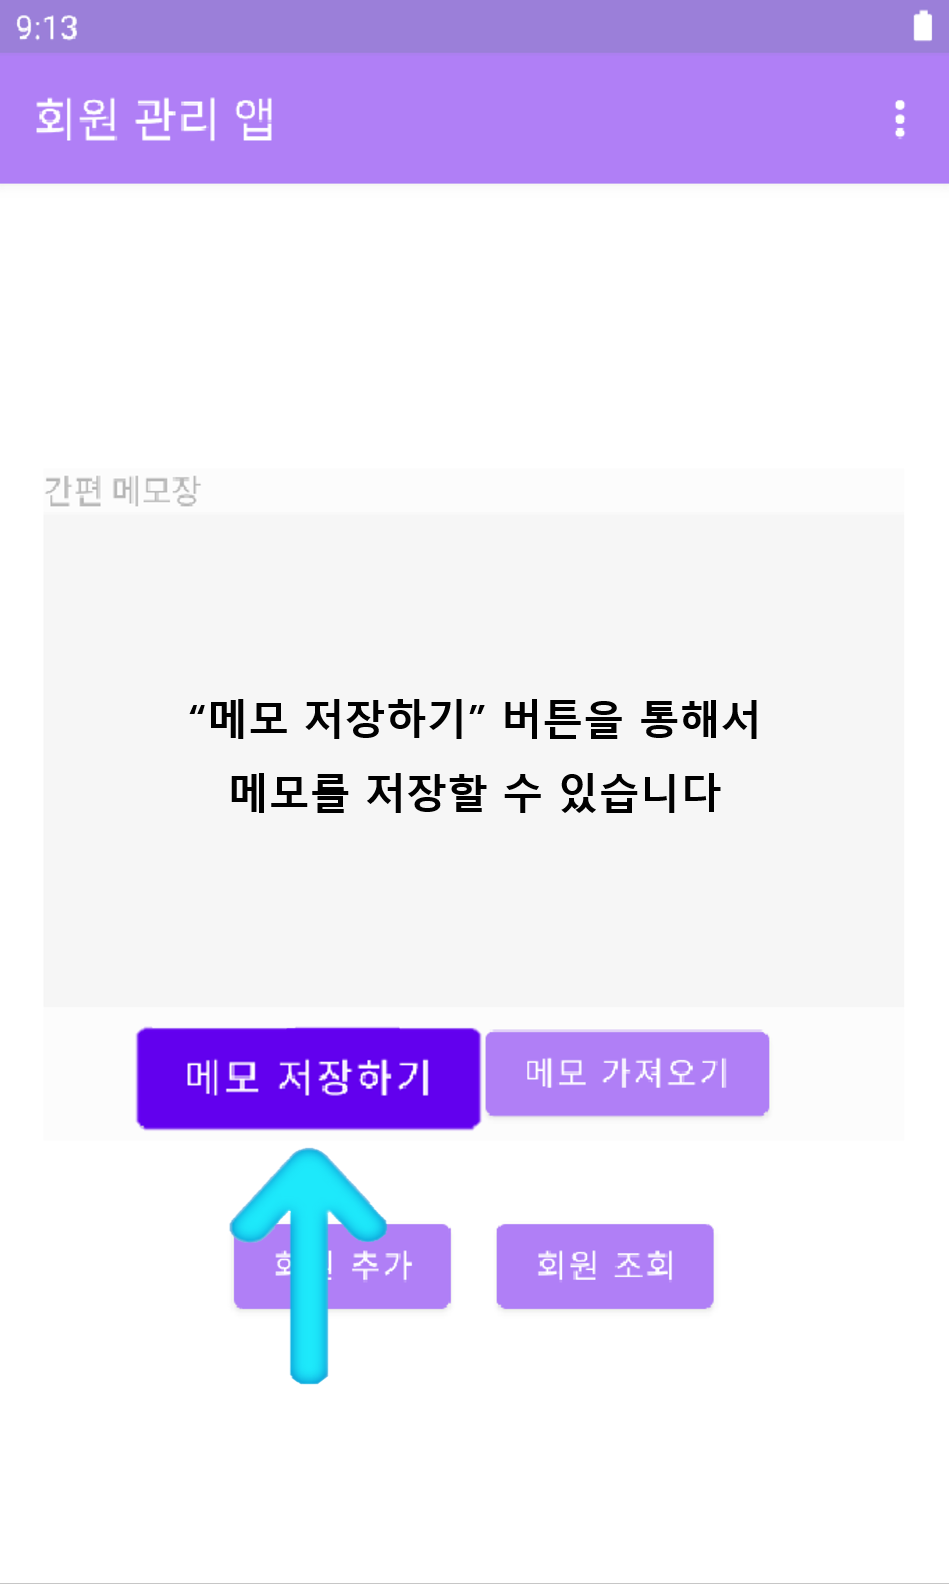 9:13
회원 관리 앱
간편 메모장
“메모 저장하기” 버튼을 통해서
메모를 저장할 수 있습니다
메모 저장하기 메모 가져오기
추가 회원 조회